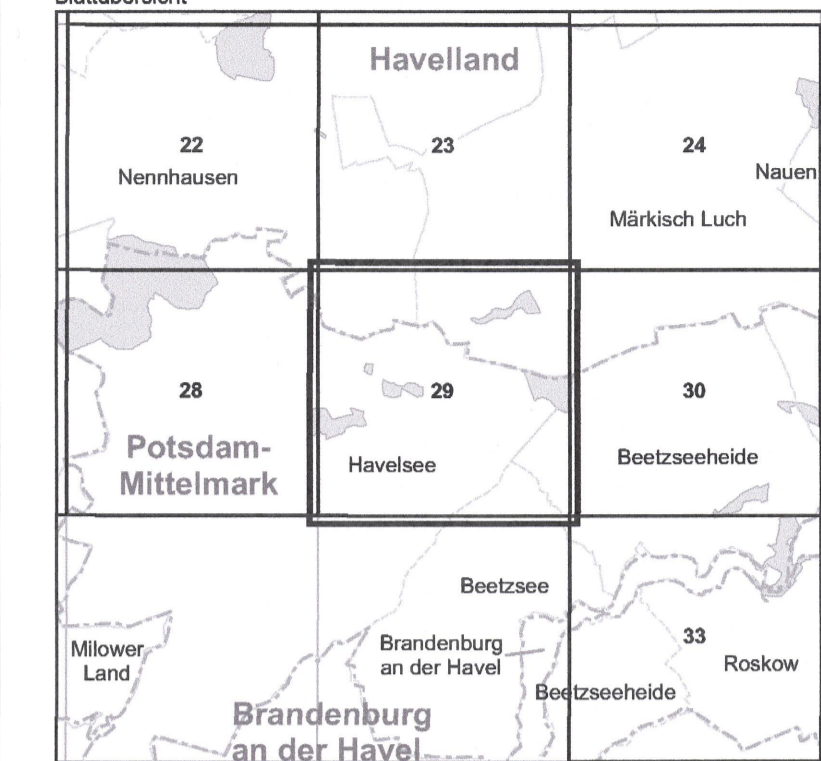 Blattübersicht
Havelland
22
23
24
Nennhausen
Nauen
Märkisch Luch
28
29
30
Potsdam-
Mittelmark
Havelsee
Beetzseeheide
Beetzsee
33
Milower
Land
Brandenburg
an der Havel
Roskow
Beetzseeheide
Brandenburg
an der Havel